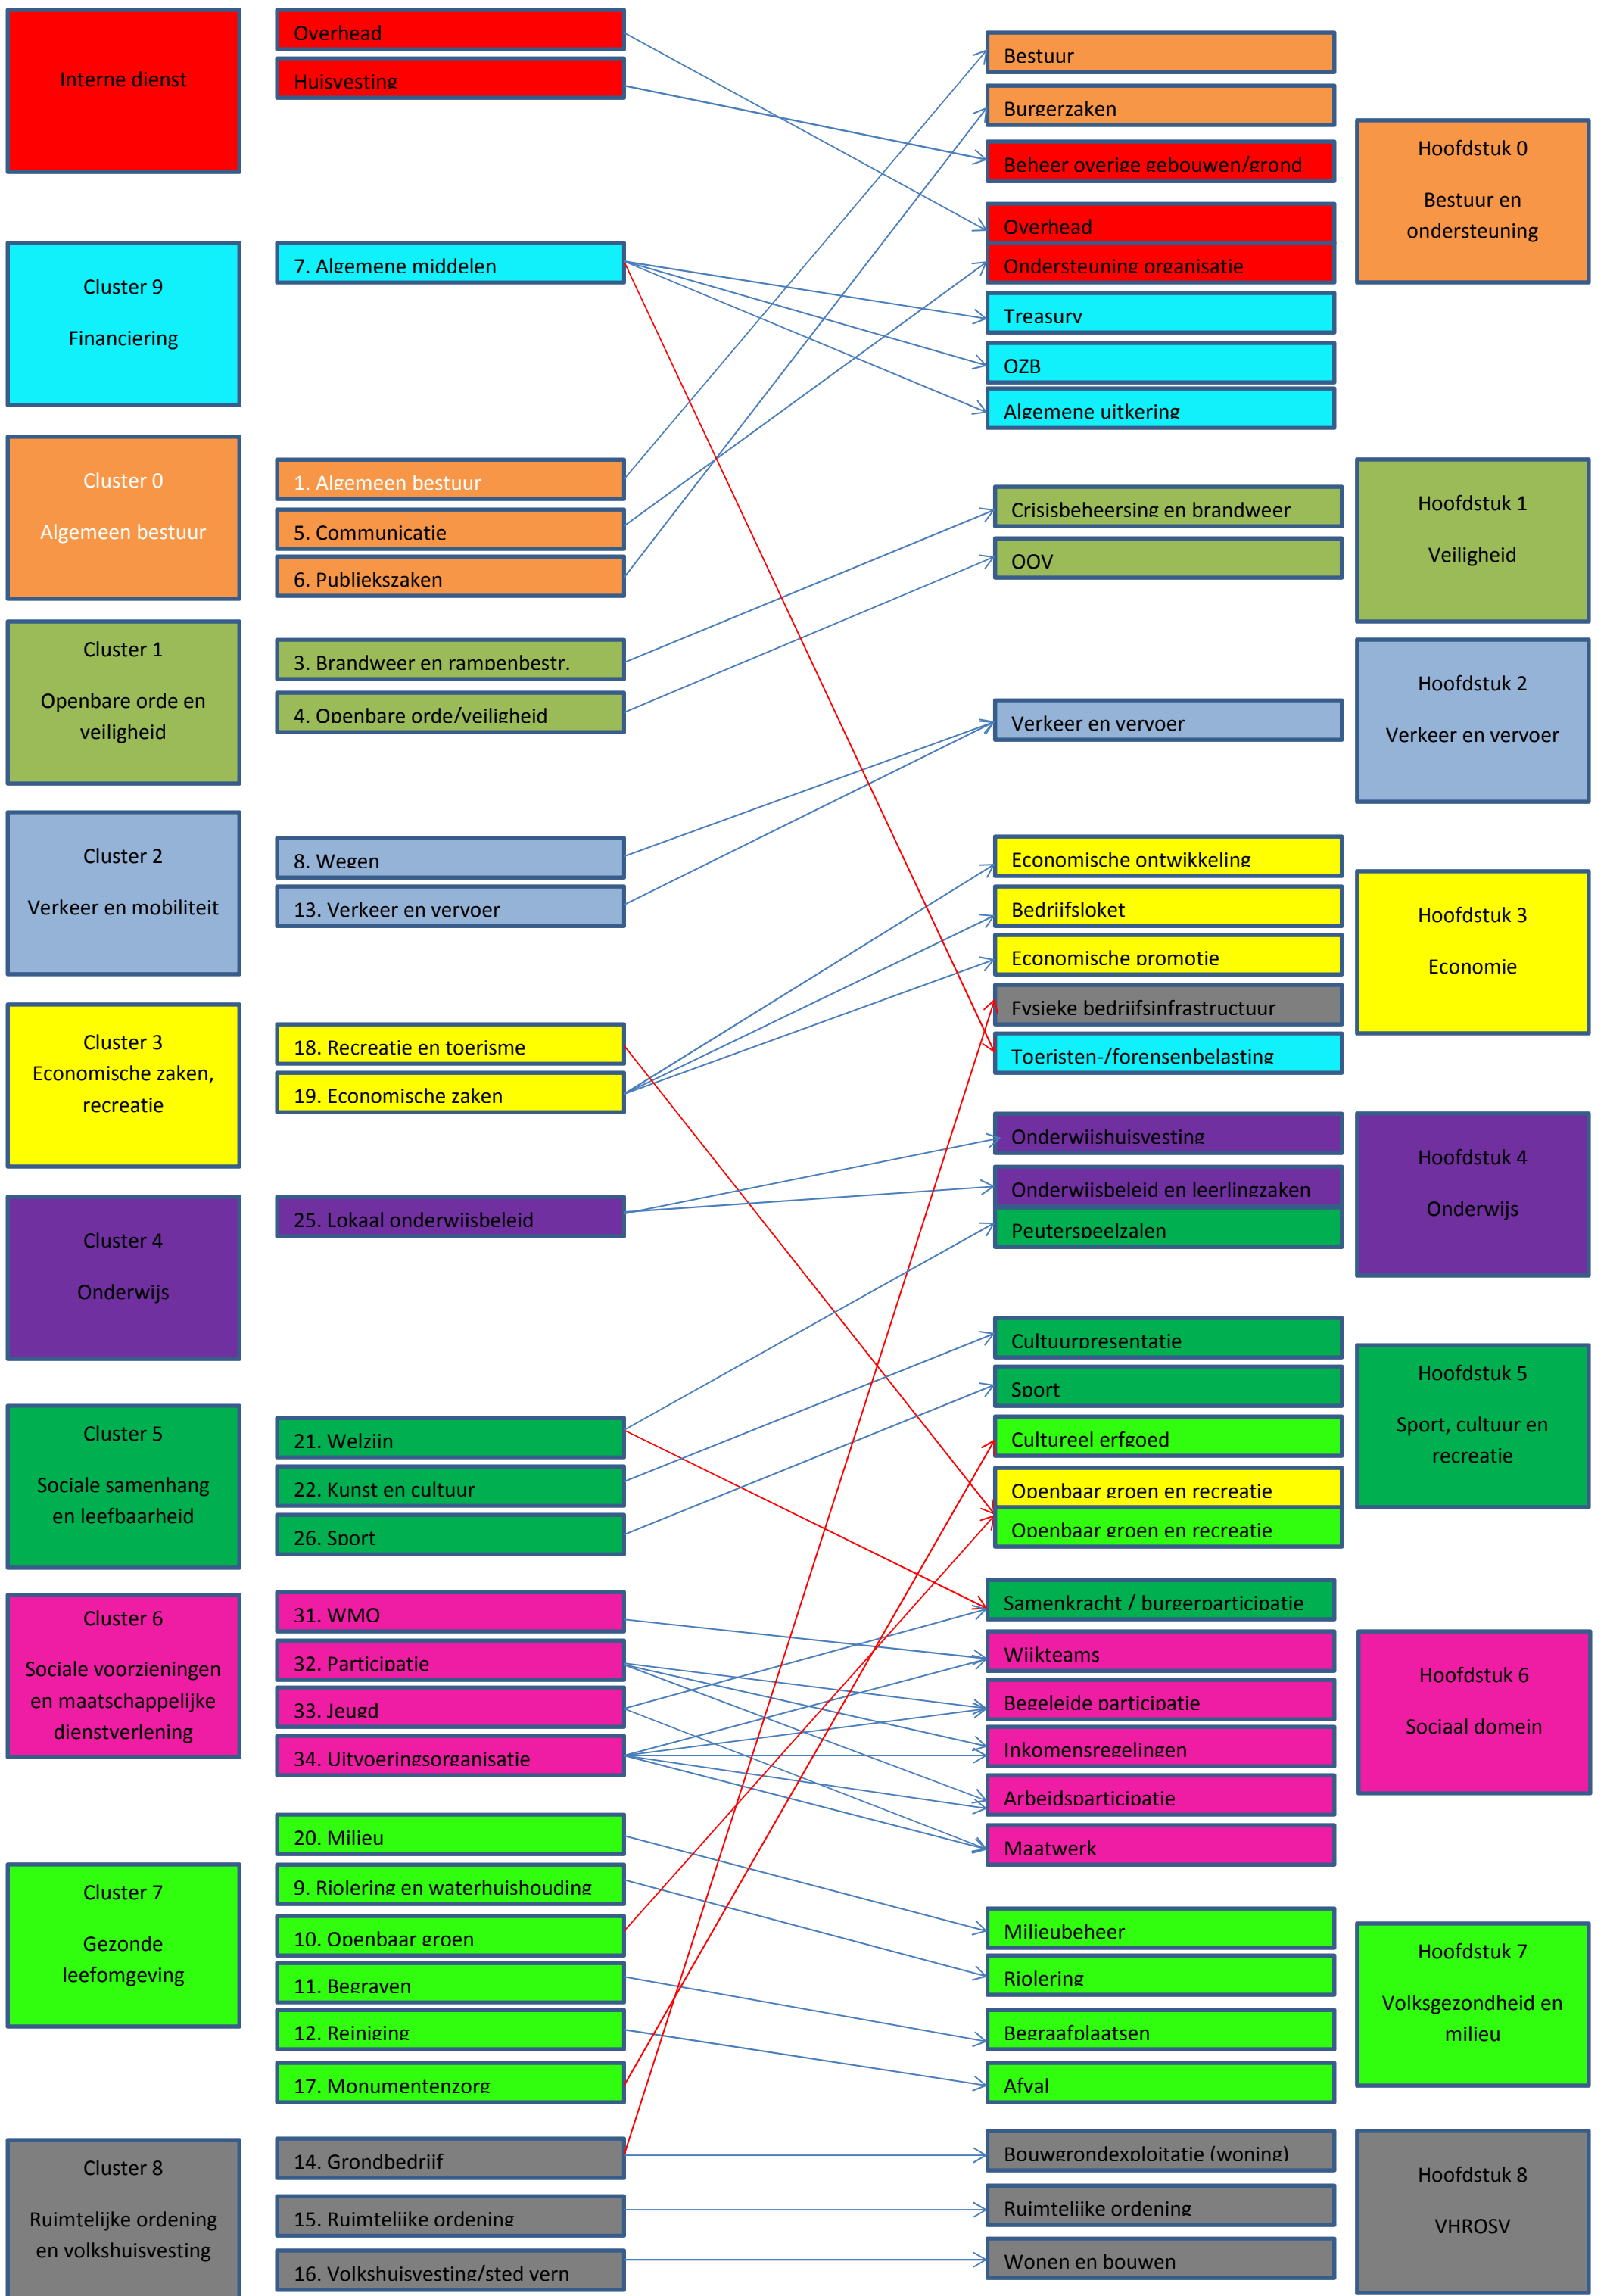 Interne dienst
Overhead
Huisvesting
Cluster 9
Financiering
7. Algemene middelen
Cluster 0
Algemeen bestuur
1. Algemeen bestuur
5. Communicatie
6. Publiekszaken
Cluster 1
Openbare orde en
veiligheid
3. Brandweer en rampenbestr.
4. Openbare orde/veiligheid
Cluster 2
Verkeer en mobiliteit
8. Wegen
13. Verkeer en vervoer
Cluster 3
Economische zaken,
recreatie
18. Recreatie en toerisme
19. Economische zaken
Cluster 4
Onderwijs
25. Lokaal onderwijsbeleid
Cluster 5
Sociale samenhang
en leefbaarheid
21. Welzijn
22. Kunst en cultuur
26. Sport
Cluster 6
Sociale voorzieningen
en maatschappelijke
dienstverlening
31. WMO
32. Participatie
33. Jeugd
34. Uitvoeringsorganisatie
Cluster 7
Gezonde
leefomgeving
20. Milieu
9. Riolering en waterhuishouding
10. Openbaar groen
11. Begraven
12. Reiniging
17. Monumentenzorg
Cluster 8
Ruimtelijke ordening
en volkshuisvesting
14. Grondbedrijf
15. Ruimtelijke ordening
16. Volkshuisvesting/sted vern
Bestuur
Burgerzaken
Beheer overige gebouwen/grond
Overhead
Ondersteuning organisatie
Treasury
OZB
Algemene uitkering
Hoofdstuk 0
Bestuur en
ondersteuning
Crisisbeheersing en brandweer
OOV
Hoofdstuk 1
Veiligheid
Verkeer en vervoer
Hoofdstuk 2
Verkeer en vervoer
Economische ontwikkeling
Bedrijfsloket
Economische promotie
Fysieke bedrijfsinfrastructuur
Toeristen-/forensenbelasting
Hoofdstuk 3
Economie
Onderwijshuisvesting
Onderwijsbeleid en leerlingzaken
Peuterspeelzalen
Hoofdstuk 4
Onderwijs
Cultuurpresentatie
Sport
Cultureel erfgoed
Openbaar groen en recreatie
Openbaar groen en recreatie
Hoofdstuk 5
Sport, cultuur en
recreatie
Samenkracht / burgerparticipatie
Wijkteams
Begeleide participatie
Inkomensregelingen
Arbeidsparticipatie
Maatwerk
Hoofdstuk 6
Sociaal domein
Milieubeheer
Riolering
Begraafplaatsen
Afval
Hoofdstuk 7
Volksgezondheid en
milieu
Bouwgrondexploitatie (woning)
Ruimtelijke ordening
Wonen en bouwen
Hoofdstuk 8
VHROSV